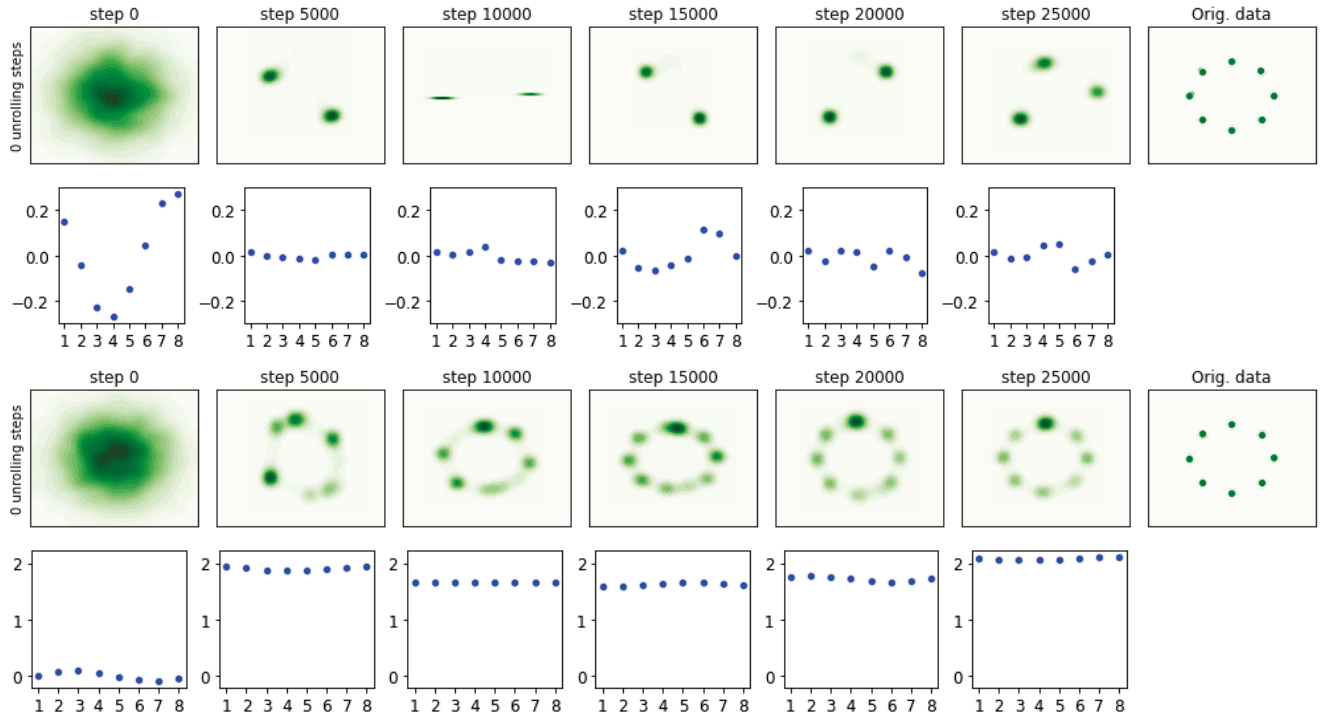 step 0 step 5000 step 10000 step 15000 step 20000 step 25000 Orig. data
0 unrolling steps
0.2 0.2 0.2 0.2 0.2 0.2
0.0 0.0 0.0 0.0 0.0
−0.2 −0.2 −0.2 −0.2 −0.2 −0.2
1 2 3 4 5 6 7 8 1 2 3 4 5 6 7 8 1 2 3 4 5 6 7 8 1 2 3 4 5 6 7 8 1 2 3 4 5 6 7 8 1 2 3 4 5 6 7 8
step 0 step 5000 step 10000 step 15000 step 20000 step 25000 Orig. data
0 unrolling steps
2 2 2 2 2 2
1 1 1 1 1 1
0 0 0 0 0 0
1 2 3 4 5 6 7 8 1 2 3 4 5 6 7 8 1 2 3 4 5 6 7 8 1 2 3 4 5 6 7 8 1 2 3 4 5 6 7 8 1 2 3 4 5 6 7 8